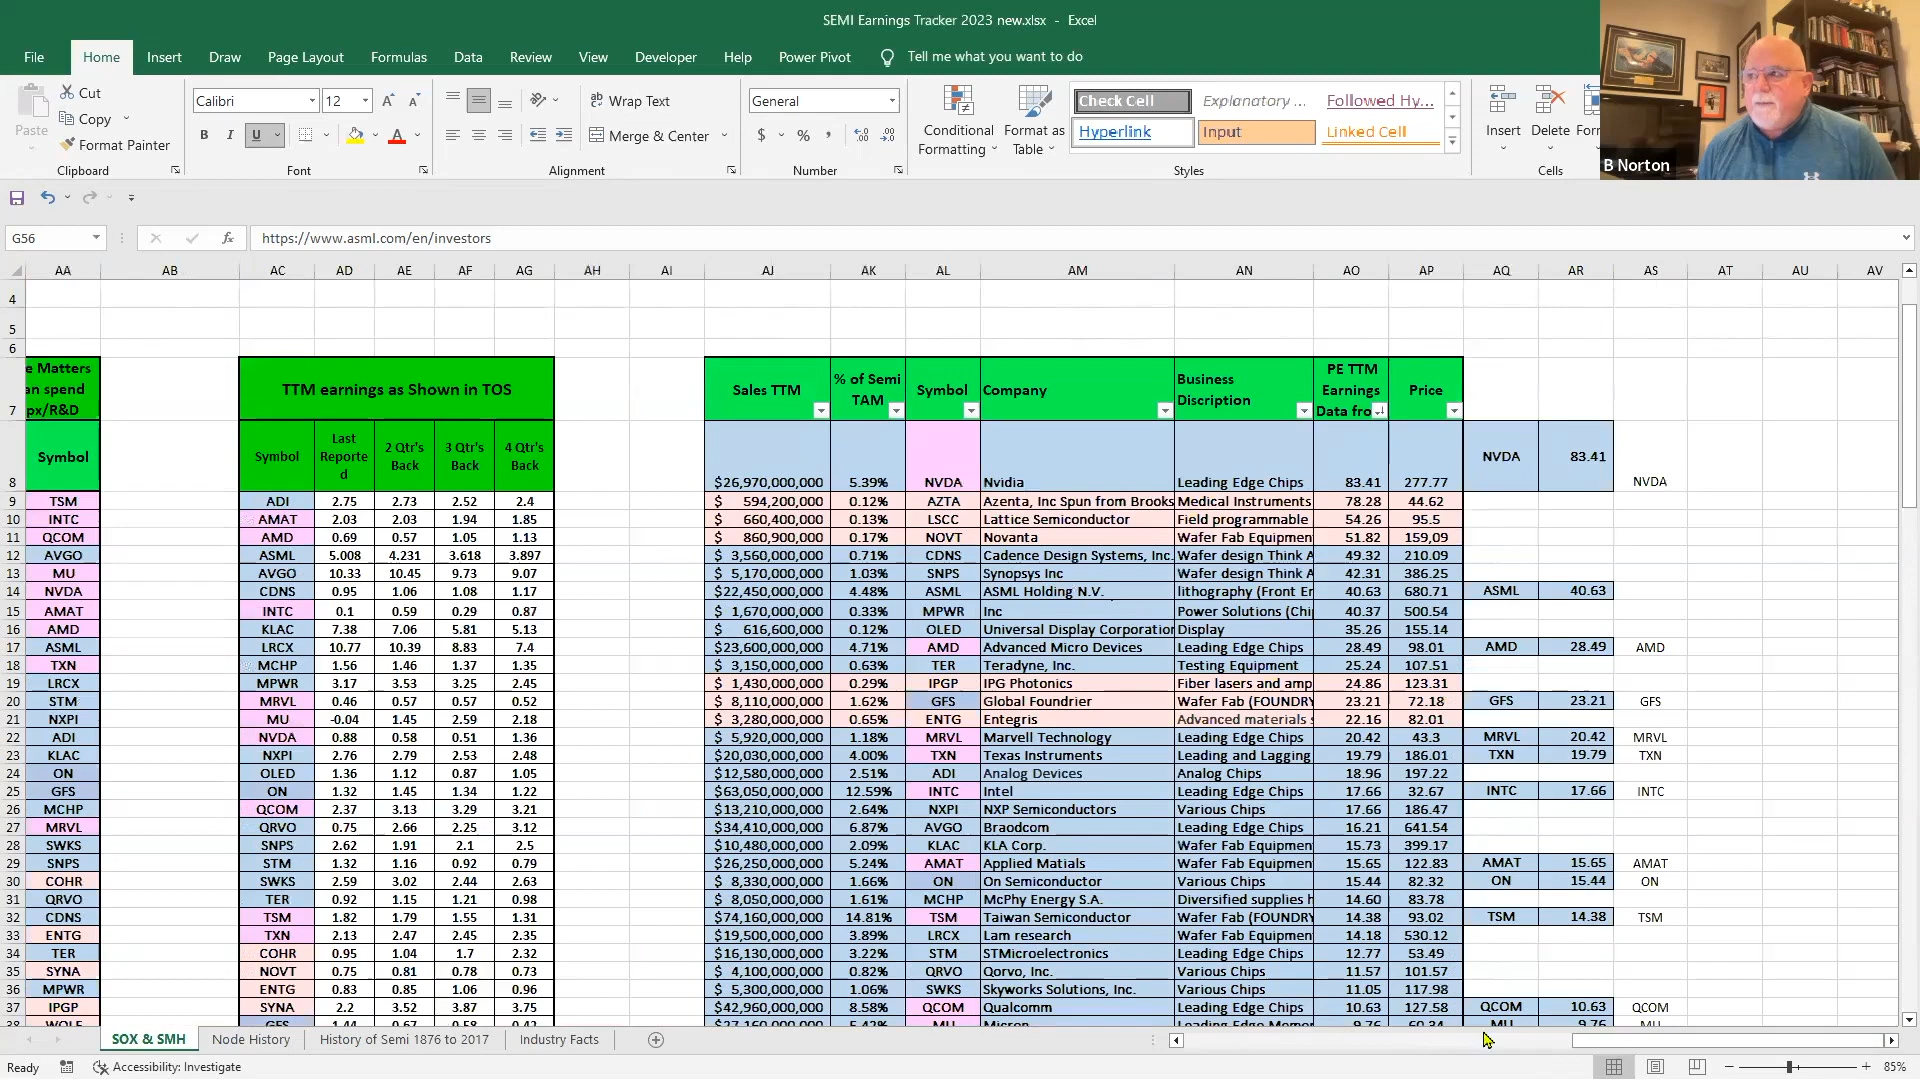 SEMI Earnings Tracker 2023 new.xlsx - Excel
File Home Insert Draw Page Layout Formulas Data Review View Developer Help Power Pivot Tell me what you want to do
Paste
Cut
Copy
Format Painter
Clipboard
Calibri 12
B I U
Font
Wrap Text
Merge & Center
Alignment
General
$ % ,
Number
Conditional Formatting
Format as Table
Check Cell Explanatory ... Followed Hy...
Hyperlink Input Linked Cell
Styles
Insert Delete
Cells
B Norton
G56 fx https://www.asml.com/en/investors
AA AB AC AD AE AF AG AH AI AJ AK AL AM AN AO AP AQ AR AS AT AU AV
4
5
6
7 e Matters an spend px/R&D TTM earnings as Shown in TOS Sales TTM % of Semi TAM Symbol Company Business Discription PE TTM Earnings Data fro Price
8 Symbol Symbol Last Reported 2 Qtr's Back 3 Qtr's Back 4 Qtr's Back $26,970,000,000 5.39% NVDA Nvidia Leading Edge Chips 83.41 277.77 NVDA 83.41 NVDA
9 TSM ADI 2.75 2.73 2.52 2.4 $ 594,200,000 0.12% AZTA Azenta, Inc Spun from Brooks Medical Instruments 78.28 44.62
10 INTC AMAT 2.03 2.03 1.94 1.85 $ 660,400,000 0.13% LSCC Lattice Semiconductor Field programmable 54.26 95.5
11 QCOM AMD 0.69 0.57 1.05 1.13 $ 860,900,000 0.17% NOVT Novanta Wafer Fab Equipmen 51.82 159,09
12 AVGO ASML 5.008 4.231 3.618 3.897 $ 3,560,000,000 0.71% CDNS Cadence Design Systems, Inc. Wafer design Think A 49.32 210.09
13 MU AVGO 10.33 10.45 9.73 9.07 $ 5,170,000,000 1.03% SNPS Synopsys Inc Wafer design Think A 42.31 386.25
14 NVDA CDNS 0.95 1.06 1.08 1.17 $22,450,000,000 4.48% ASML ASML Holding N.V. lithography (Front En 40.63 680.71 ASML 40.63
15 AMAT INTC 0.1 0.59 0.29 0.87 $ 1,670,000,000 0.33% MPWR Inc Power Solutions (Chi 40.37 500.54
16 AMD KLAC 7.38 7.06 5.81 5.13 $ 616,600,000 0.12% OLED Universal Display Corporation Display 35.26 155.14
17 ASML LRCX 10.77 10.39 8.83 7.4 $23,600,000,000 4.71% AMD Advanced Micro Devices Leading Edge Chips 28.49 98.01 AMD 28.49 AMD
18 TXN MCHP 1.56 1.46 1.37 1.35 $ 3,150,000,000 0.63% TER Teradyne, Inc. Testing Equipment 25.24 107.51
19 LRCX MPWR 3.17 3.53 3.25 2.45 $ 1,430,000,000 0.29% IPGP IPG Photonics Fiber lasers and amp 24.86 123.31
20 STM MRVL 0.46 0.57 0.57 0.52 $ 8,110,000,000 1.62% GFS Global Foundrier Wafer Fab (FOUNDRY 23.21 72.18 GFS 23.21 GFS
21 NXPI MU -0.04 1.45 2.59 2.18 $ 3,280,000,000 0.65% ENTG Entegris Advanced materials s 22.16 82.01
22 ADI NVDA 0.88 0.58 0.51 1.36 $ 5,920,000,000 1.18% MRVL Marvell Technology Leading Edge Chips 20.42 43.3 MRVL 20.42 MRVL
23 KLAC NXPI 2.76 2.79 2.53 2.48 $20,030,000,000 4.00% TXN Texas Instruments Leading and Lagging 19.79 186.01 TXN 19.79 TXN
24 ON OLED 1.36 1.12 0.87 1.05 $12,580,000,000 2.51% ADI Analog Devices Analog Chips 18.96 197.22
25 GFS ON 1.32 1.45 1.34 1.22 $63,050,000,000 12.59% INTC Intel Leading Edge Chips 17.66 32.67 INTC 17.66 INTC
26 MCHP QCOM 2.37 3.13 3.29 3.21 $13,210,000,000 2.64% NXPI NXP Semiconductors Various Chips 17.66 186.47
27 MRVL QRVO 0.75 2.66 2.25 3.12 $34,410,000,000 6.87% AVGO Braodcom Leading Edge Chips 16.21 641.54
28 SWKS SNPS 2.62 1.91 2.1 2.5 $10,480,000,000 2.09% KLAC KLA Corp. Wafer Fab Equipmen 15.73 399.17
29 SNPS STM 1.32 1.16 0.92 0.79 $26,250,000,000 5.24% AMAT Applied Matials Wafer Fab Equipmen 15.65 122.83 AMAT 15.65 AMAT
30 COHR SWKS 2.59 3.02 2.44 2.63 $ 8,330,000,000 1.66% ON On Semiconductor Various Chips 15.44 82.32 ON 15.44 ON
31 QRVO TER 0.92 1.15 1.21 0.98 $ 8,050,000,000 1.61% MCHP McPhy Energy S.A. Diversified supplies h 14.60 83.78
32 CDNS TSM 1.82 1.79 1.55 1.31 $74,160,000,000 14.81% TSM Taiwan Semiconductor Wafer Fab (FOUNDRY 14.38 93.02 TSM 14.38 TSM
33 ENTG TXN 2.13 2.47 2.45 2.35 $19,500,000,000 3.89% LRCX Lam research Wafer Fab Equipmen 14.18 530.12
34 TER COHR 0.95 1.04 1.7 2.32 $16,130,000,000 3.22% STM STMicroelectronics Leading Edge Chips 12.77 53.49
35 SYNA NOVT 0.75 0.81 0.78 0.73 $ 4,100,000,000 0.82% QRVO Qorvo, Inc. Various Chips 11.57 101.57
36 MPWR ENTG 0.83 0.85 1.06 0.96 $ 5,300,000,000 1.06% SWKS Skyworks Solutions, Inc. Various Chips 11.05 117.98
37 IPGP SYNA 2.2 3.52 3.87 3.75 $42,960,000,000 8.58% QCOM Qualcomm Leading Edge Chips 10.63 127.58 QCOM 10.63 QCOM
38 WOLF GFS 1.44 0.67 0.58 0.42 $27,160,000,000 5.42% MU Micron Leading Edge Memo 9.76 60.34 MU 9.76 MU
SOX & SMH Node History History of Semi 1876 to 2017 Industry Facts
Ready Accessibility: Investigate 85%